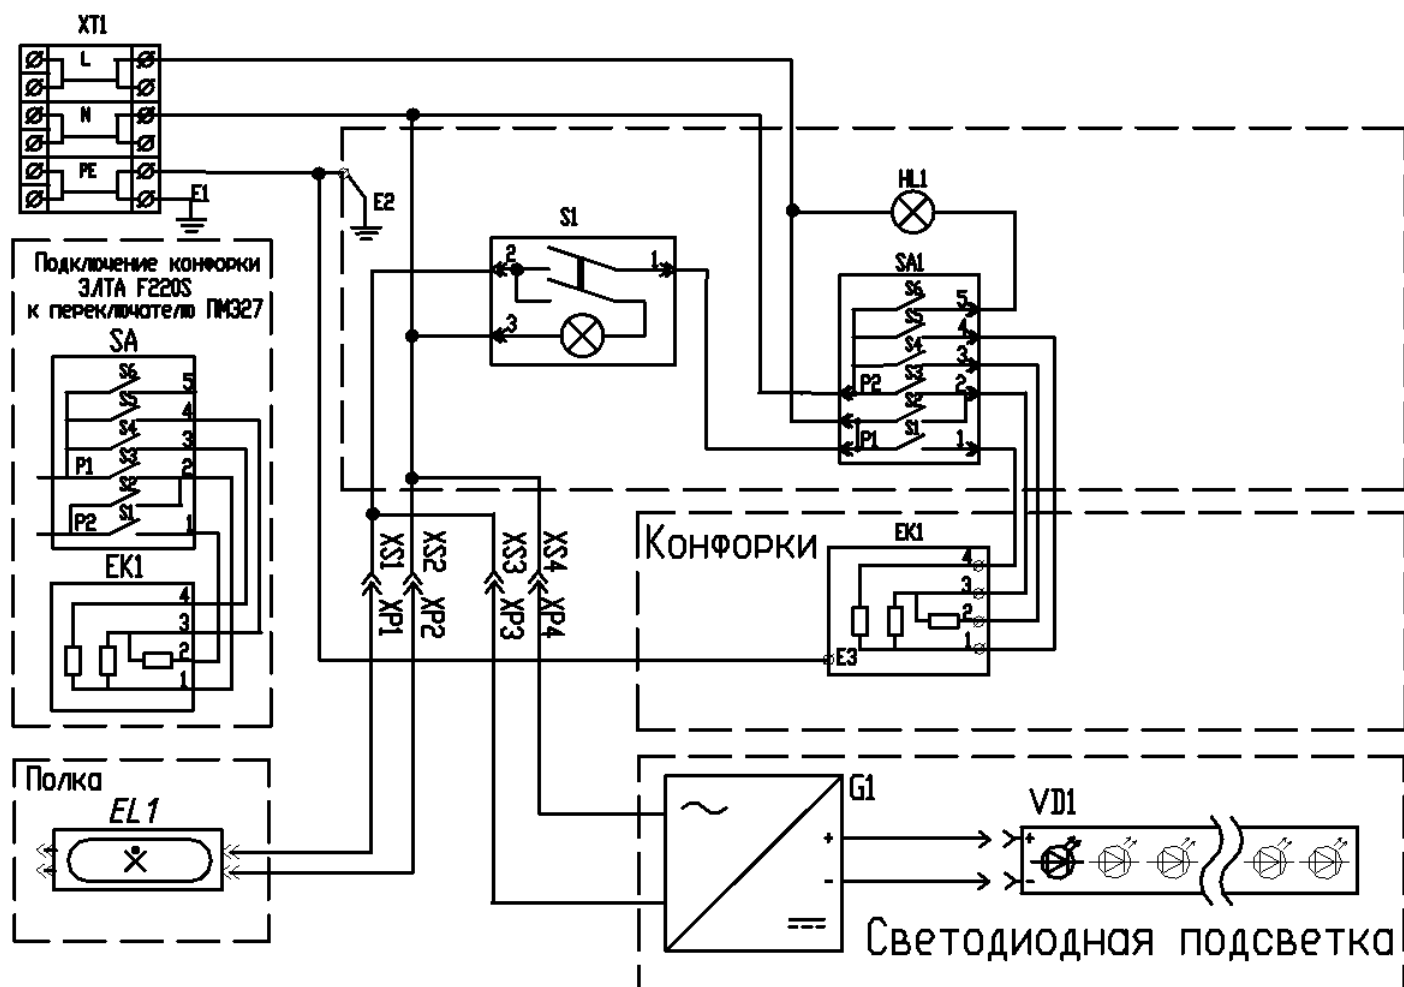 XT1
L
N
PE
E1
E2
HL1
S1
2
1
3
SA1
S6
5
S5
4
S4
3
P2
S3
2
S2
P1
S1
1
Подключение конфорки
ЭЛТА F220S
к переключателю ПМЭ27
SA
S6
5
S5
4
S4
3
P1
S3
2
S2
P2
S1
1
EK1
4
3
2
1
XS1
XS2
XS3
XS4
XP1
XP2
XP3
XP4
Конфорки
EK1
4
3
2
1
E3
Полка
EL1
G1
+
-
VD1
+
-
Светодиодная подсветка